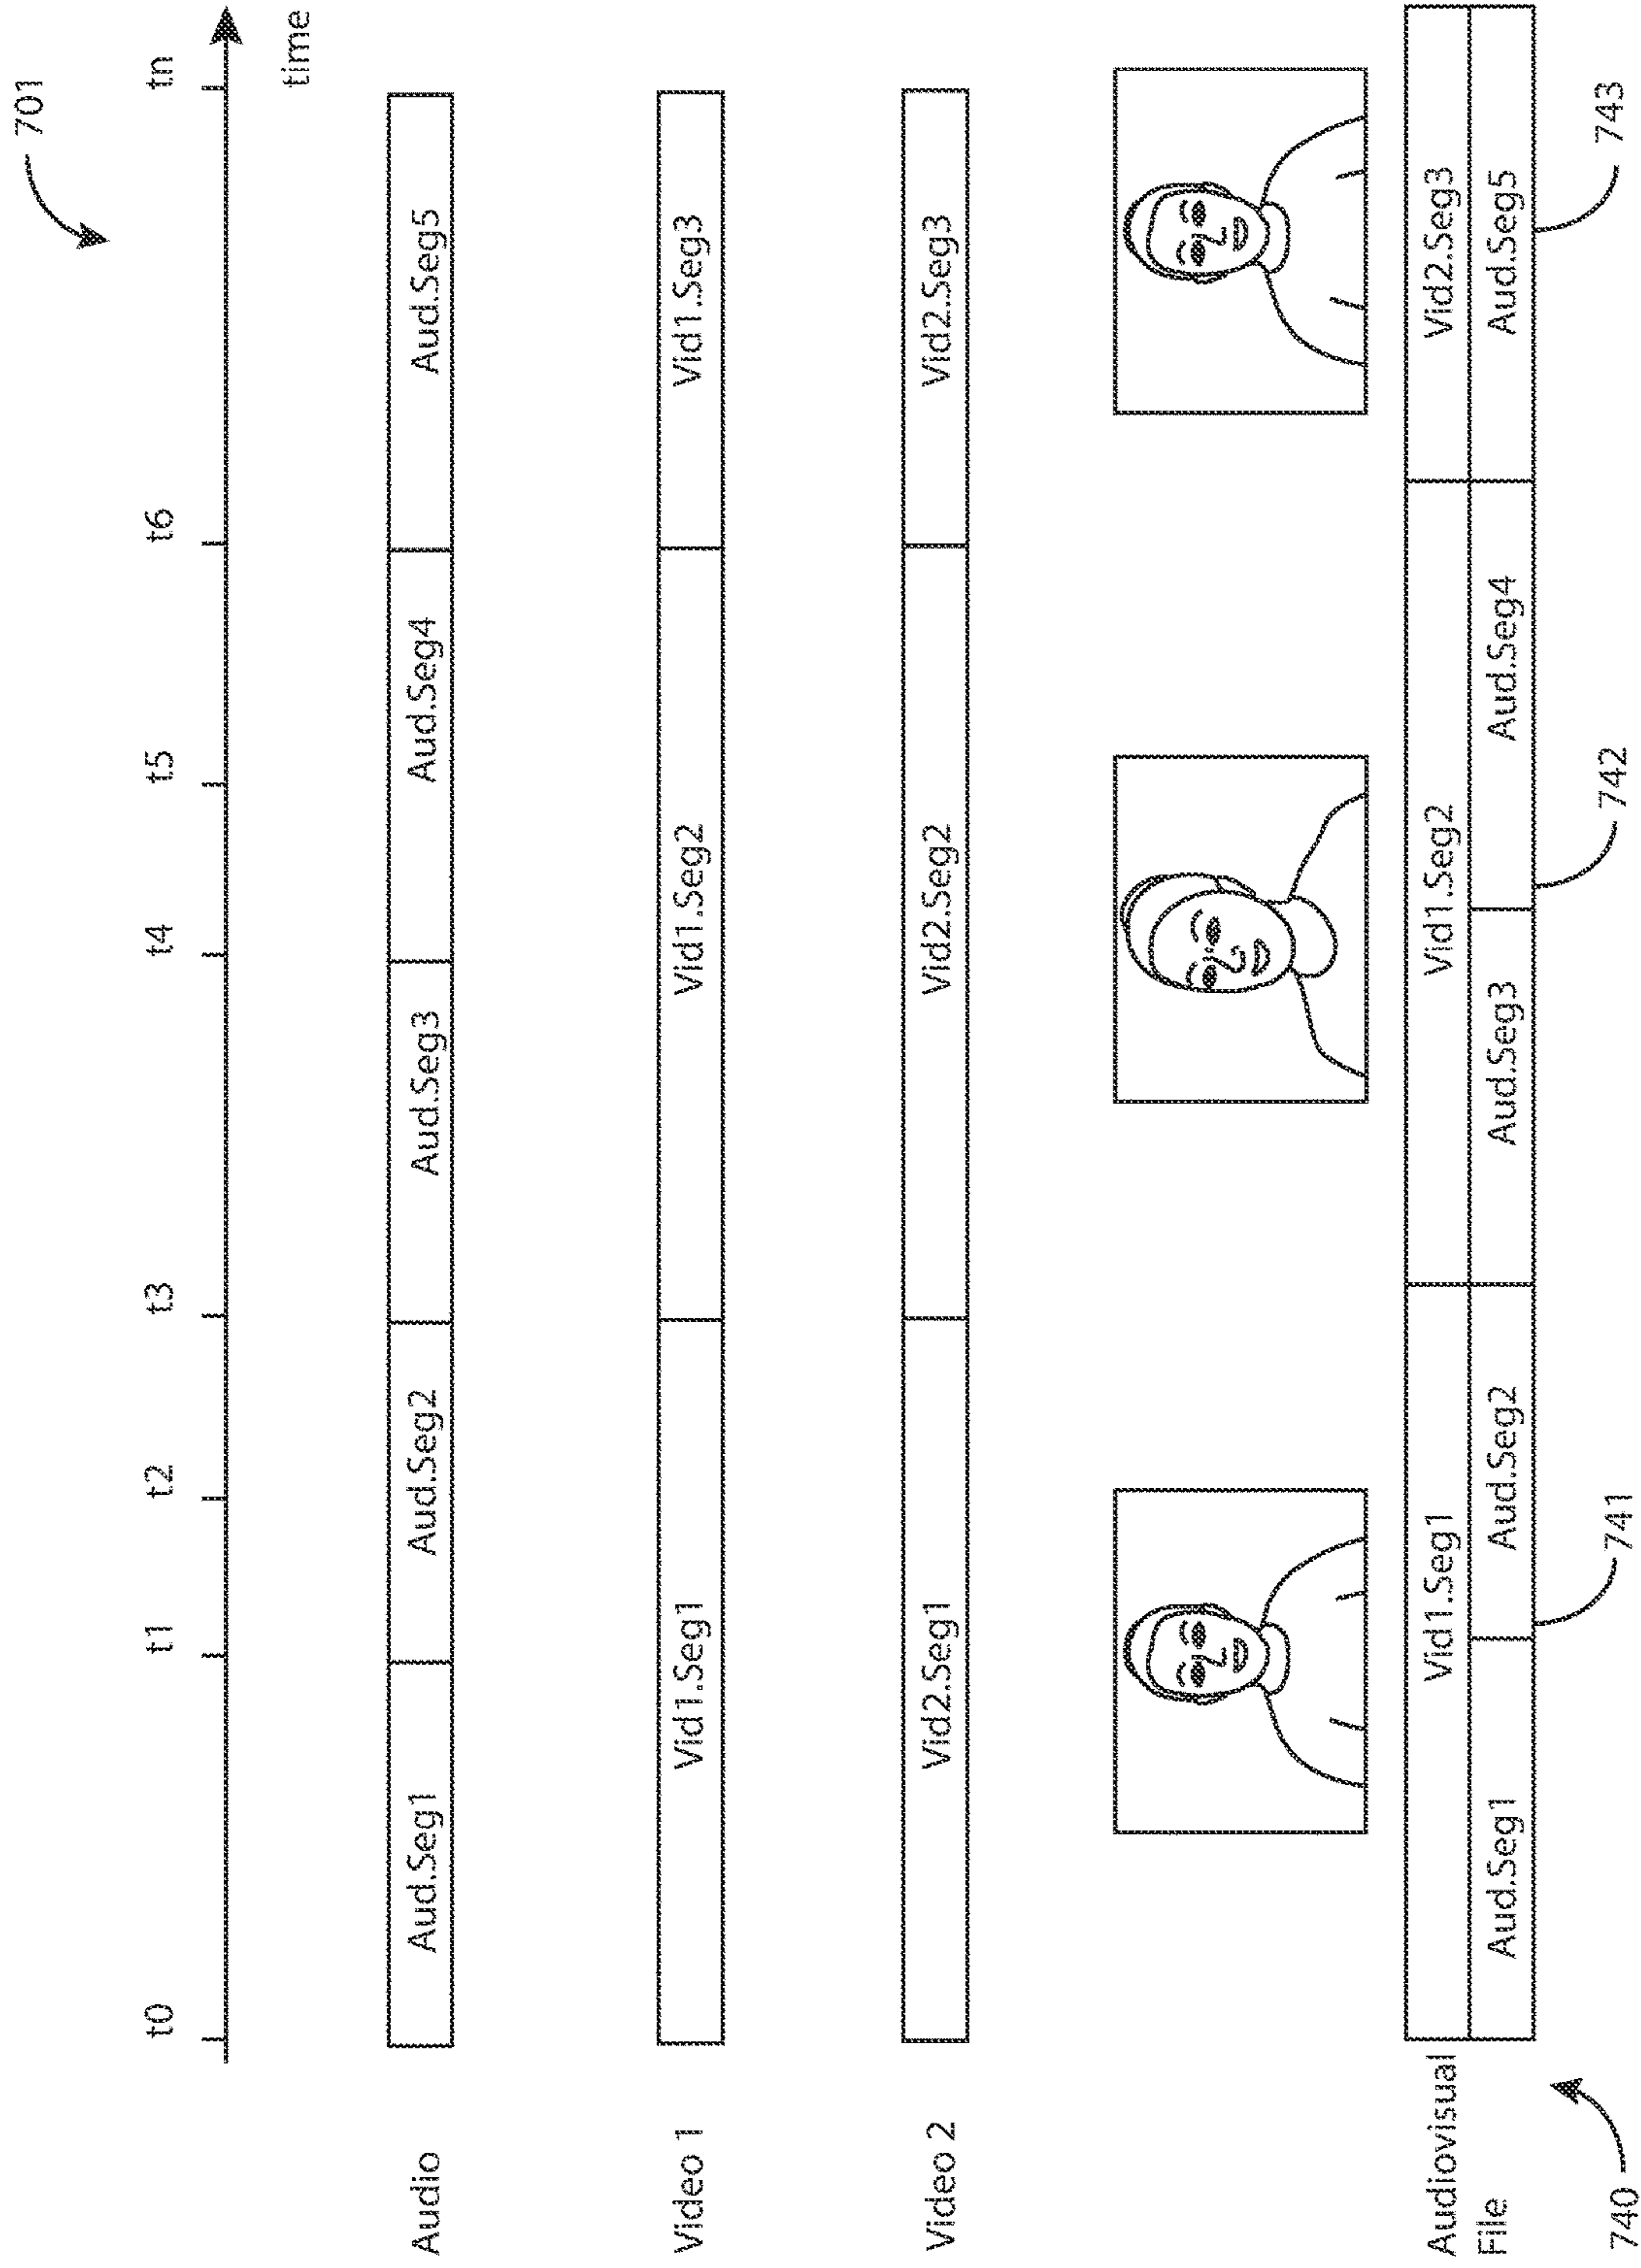 701
t0 t1 t2 t3 t4 t5 t6 tn
time
Audio Aud.Seg1 Aud.Seg2 Aud.Seg3 Aud.Seg4 Aud.Seg5
Video 1 Vid1.Seg1 Vid1.Seg2 Vid1.Seg3
Video 2 Vid2.Seg1 Vid2.Seg2 Vid2.Seg3
Audiovisual Vid1.Seg1 Vid1.Seg2 Vid2.Seg3
File Aud.Seg1 Aud.Seg2 Aud.Seg3 Aud.Seg4 Aud.Seg5
740 741 742 743